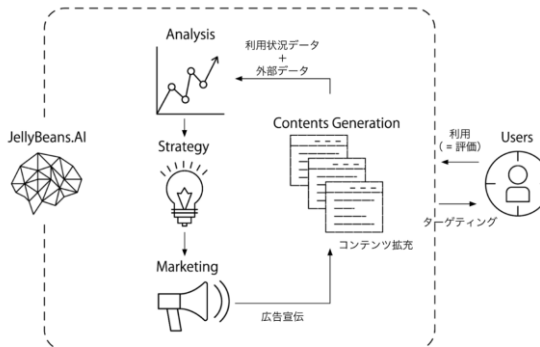 Analysis
利用状況データ
+
外部データ
JellyBeans.AI
Strategy
Contents Generation
利用
(=評価)
Users
ターゲティング
コンテンツ拡充
Marketing
広告宣伝